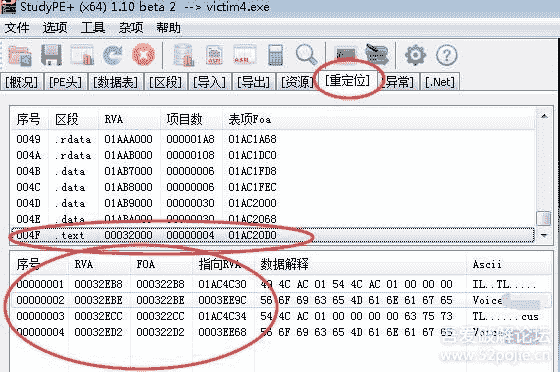 StudyPE+ (x64) 1.10 beta 2 --> victim4.exe
文件 选项 工具 关于
[概况] [PE头] [数据表] [区段] [导入] [导出] [资源] [重定位] [异常] [.Net]
序号 区段 RVA 项目数 表项Foa
0049 .rdata 01AAA000 000001A8 01AC1A68
004A .rdata 01AAB000 00000108 01AC1DC0
004B .data 01AB7000 00000006 01AC1FD8
004C .data 01AB8000 00000006 01AC1FEC
004D .data 01AB9000 00000030 01AC2000
004E .data 01ABA000 00000030 01AC2068
004F .text 00032000 00000004 01AC20D0
序号 RVA FOA 指向RVA 数据解释 Ascii
00000001 00032EB8 000322B8 01AC4C30 49 4C AC 01 54 4C AC 01 00 00 00 00 IL..TL.....
00000002 00032EBE 000322BE 0003EE9C 56 6F 69 63 65 4D 61 6E 61 67 65 Voice
00000003 00032ECC 000322CC 01AC4C34 54 4C AC 01 00 00 00 00 63 75 73 TL......cus
00000004 00032ED2 000322D2 0003EE68 56 6F 69 63 65 4D 61 6E 61 67 65
吾爱破解论坛
www.52pojie.cn